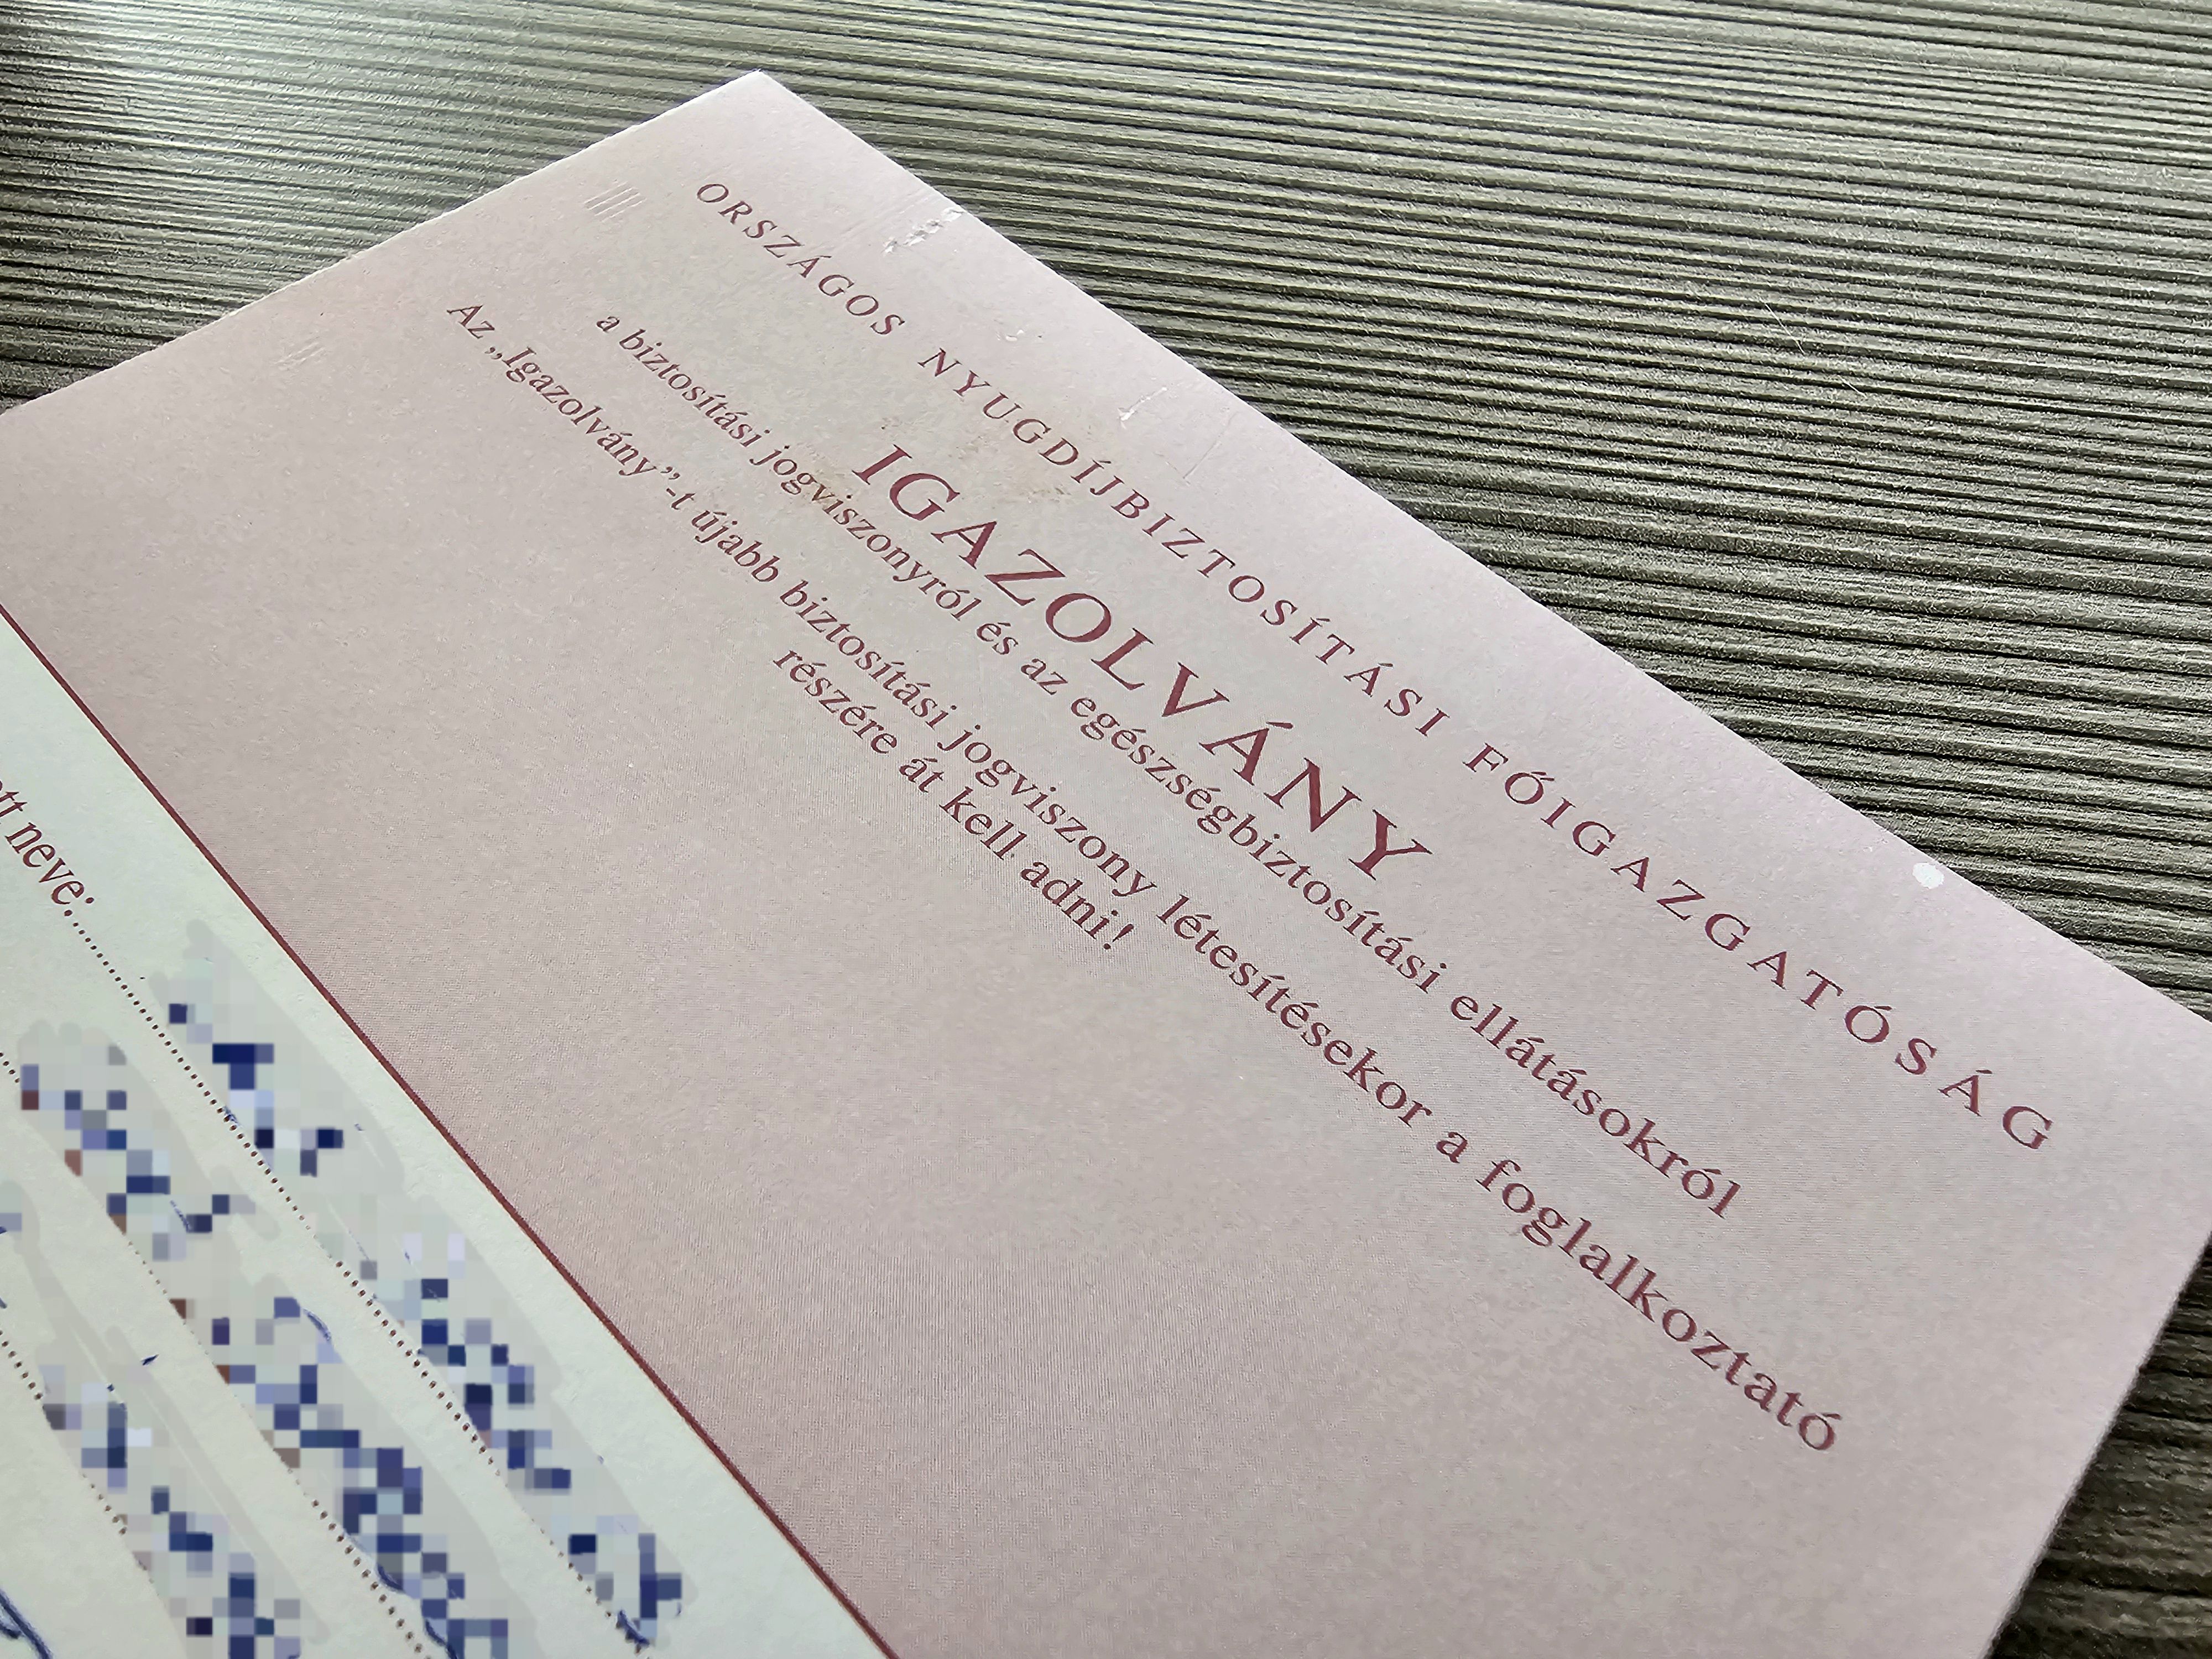 ORSZÁGOS NYUGDÍJBIZTOSÍTÁSI FŐIGAZGATÓSÁG
IGAZOLVÁNY
a biztosítási jogviszonyról és az egészségbiztosítási ellátásokról
Az „Igazolvány”-t újabb biztosítási jogviszony létesítésekor a foglalkoztató
részére át kell adni!
neve: